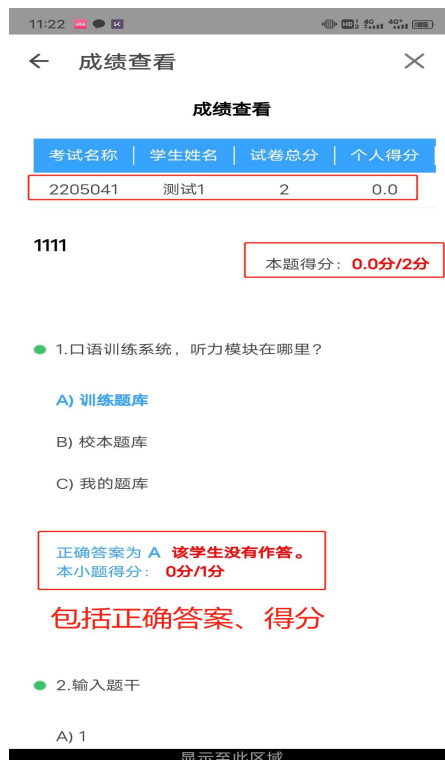 11:22
成绩查看
成绩查看
考试名称 学生姓名 试卷总分 个人得分
2205041 测试1 2 0.0
1111
本题得分：0.0分/2分
1.口语训练系统，听力模块在哪里？
A) 训练题库
B) 校本题库
C) 我的题库
正确答案为 A 该学生没有作答。
本小题得分： 0分/1分
包括正确答案、得分
2.输入题干
A) 1
显示至此区域